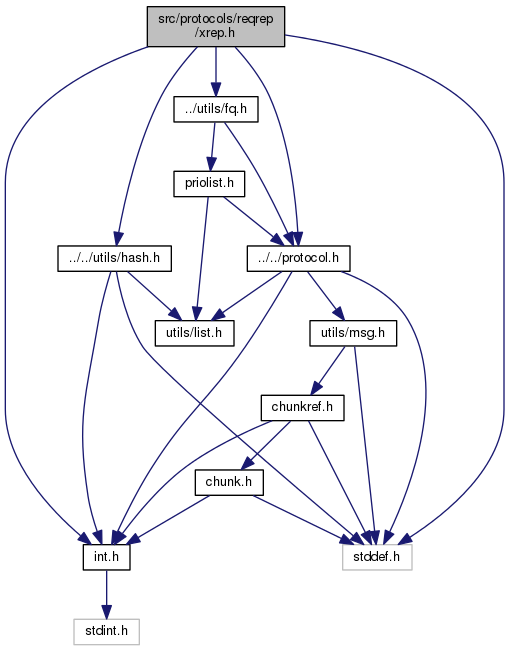 src/protocols/reqrep
/xrep.h
../utils/fq.h
priolist.h
../../utils/hash.h
../../protocol.h
utils/list.h
utils/msg.h
chunkref.h
chunk.h
int.h
stddef.h
stdint.h